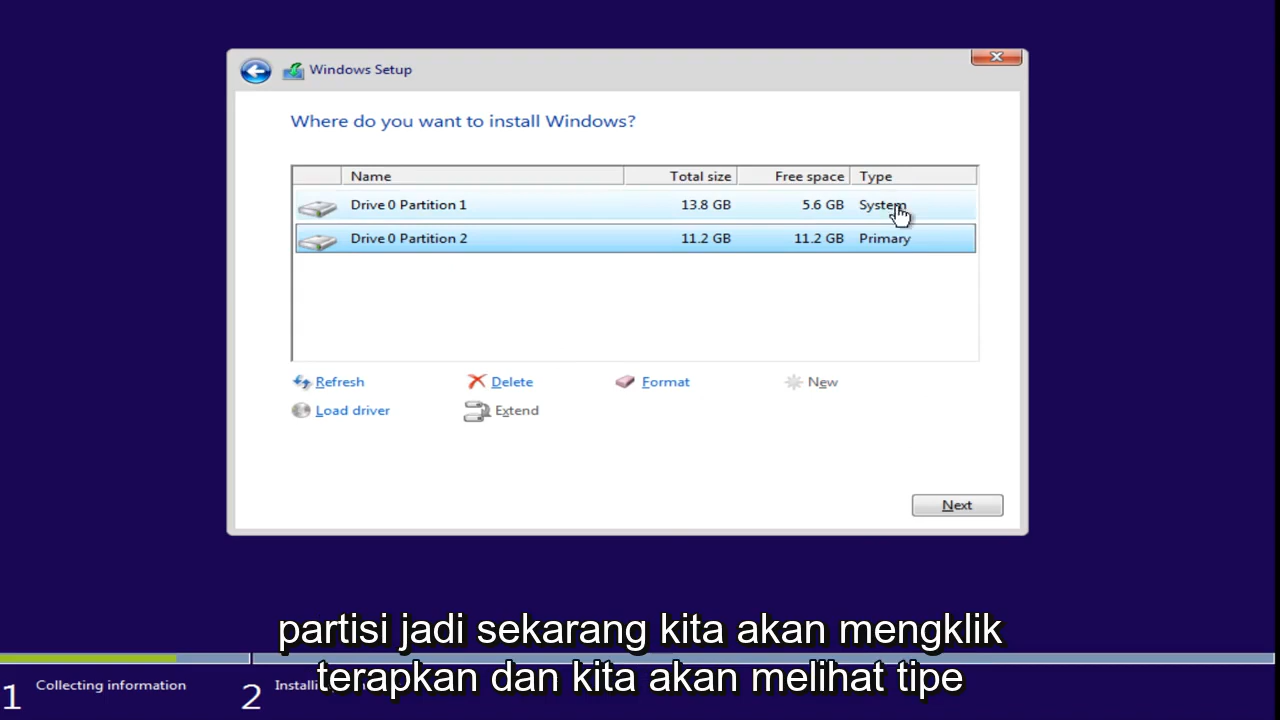 Windows Setup
Where do you want to install Windows?
Name Total size Free space Type
Drive 0 Partition 1 13.8 GB 5.6 GB System
Drive 0 Partition 2 11.2 GB 11.2 GB Primary
Refresh Delete Format New
Load driver Extend
Next
partisi jadi sekarang kita akan mengklik
terapkan dan kita akan melihat tipe
1 Collecting information 2